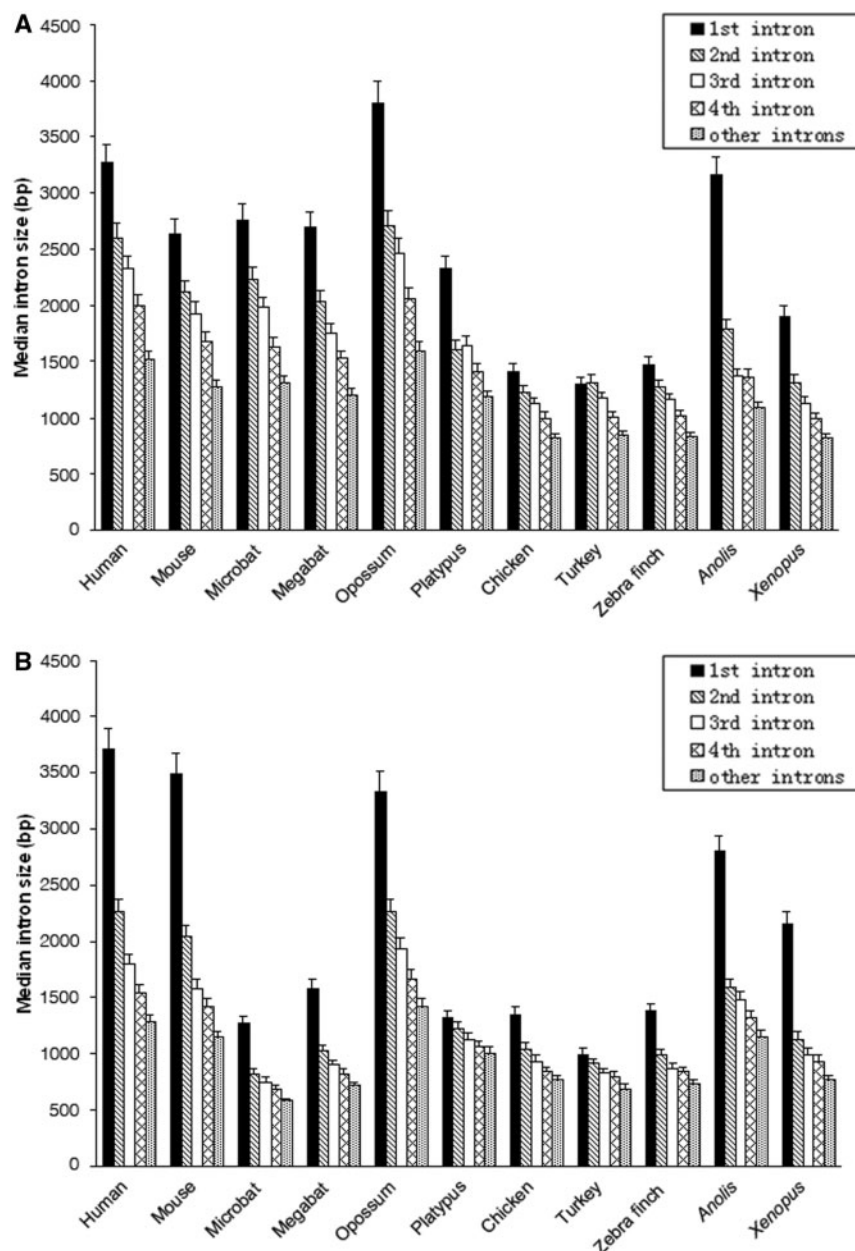 A
4500
4000
3500
3000
2500
2000
1500
1000
500
0
Median intron size (bp)
1st intron
2nd intron
3rd intron
4th intron
other introns
Human
Mouse
Microbat
Megabat
Opossum
Platypus
Chicken
Turkey
Zebra finch
Anolis
Xenopus
B
4500
4000
3500
3000
2500
2000
1500
1000
500
0
Median intron size (bp)
1st intron
2nd intron
3rd intron
4th intron
other introns
Human
Mouse
Microbat
Megabat
Opossum
Platypus
Chicken
Turkey
Zebra finch
Anolis
Xenopus